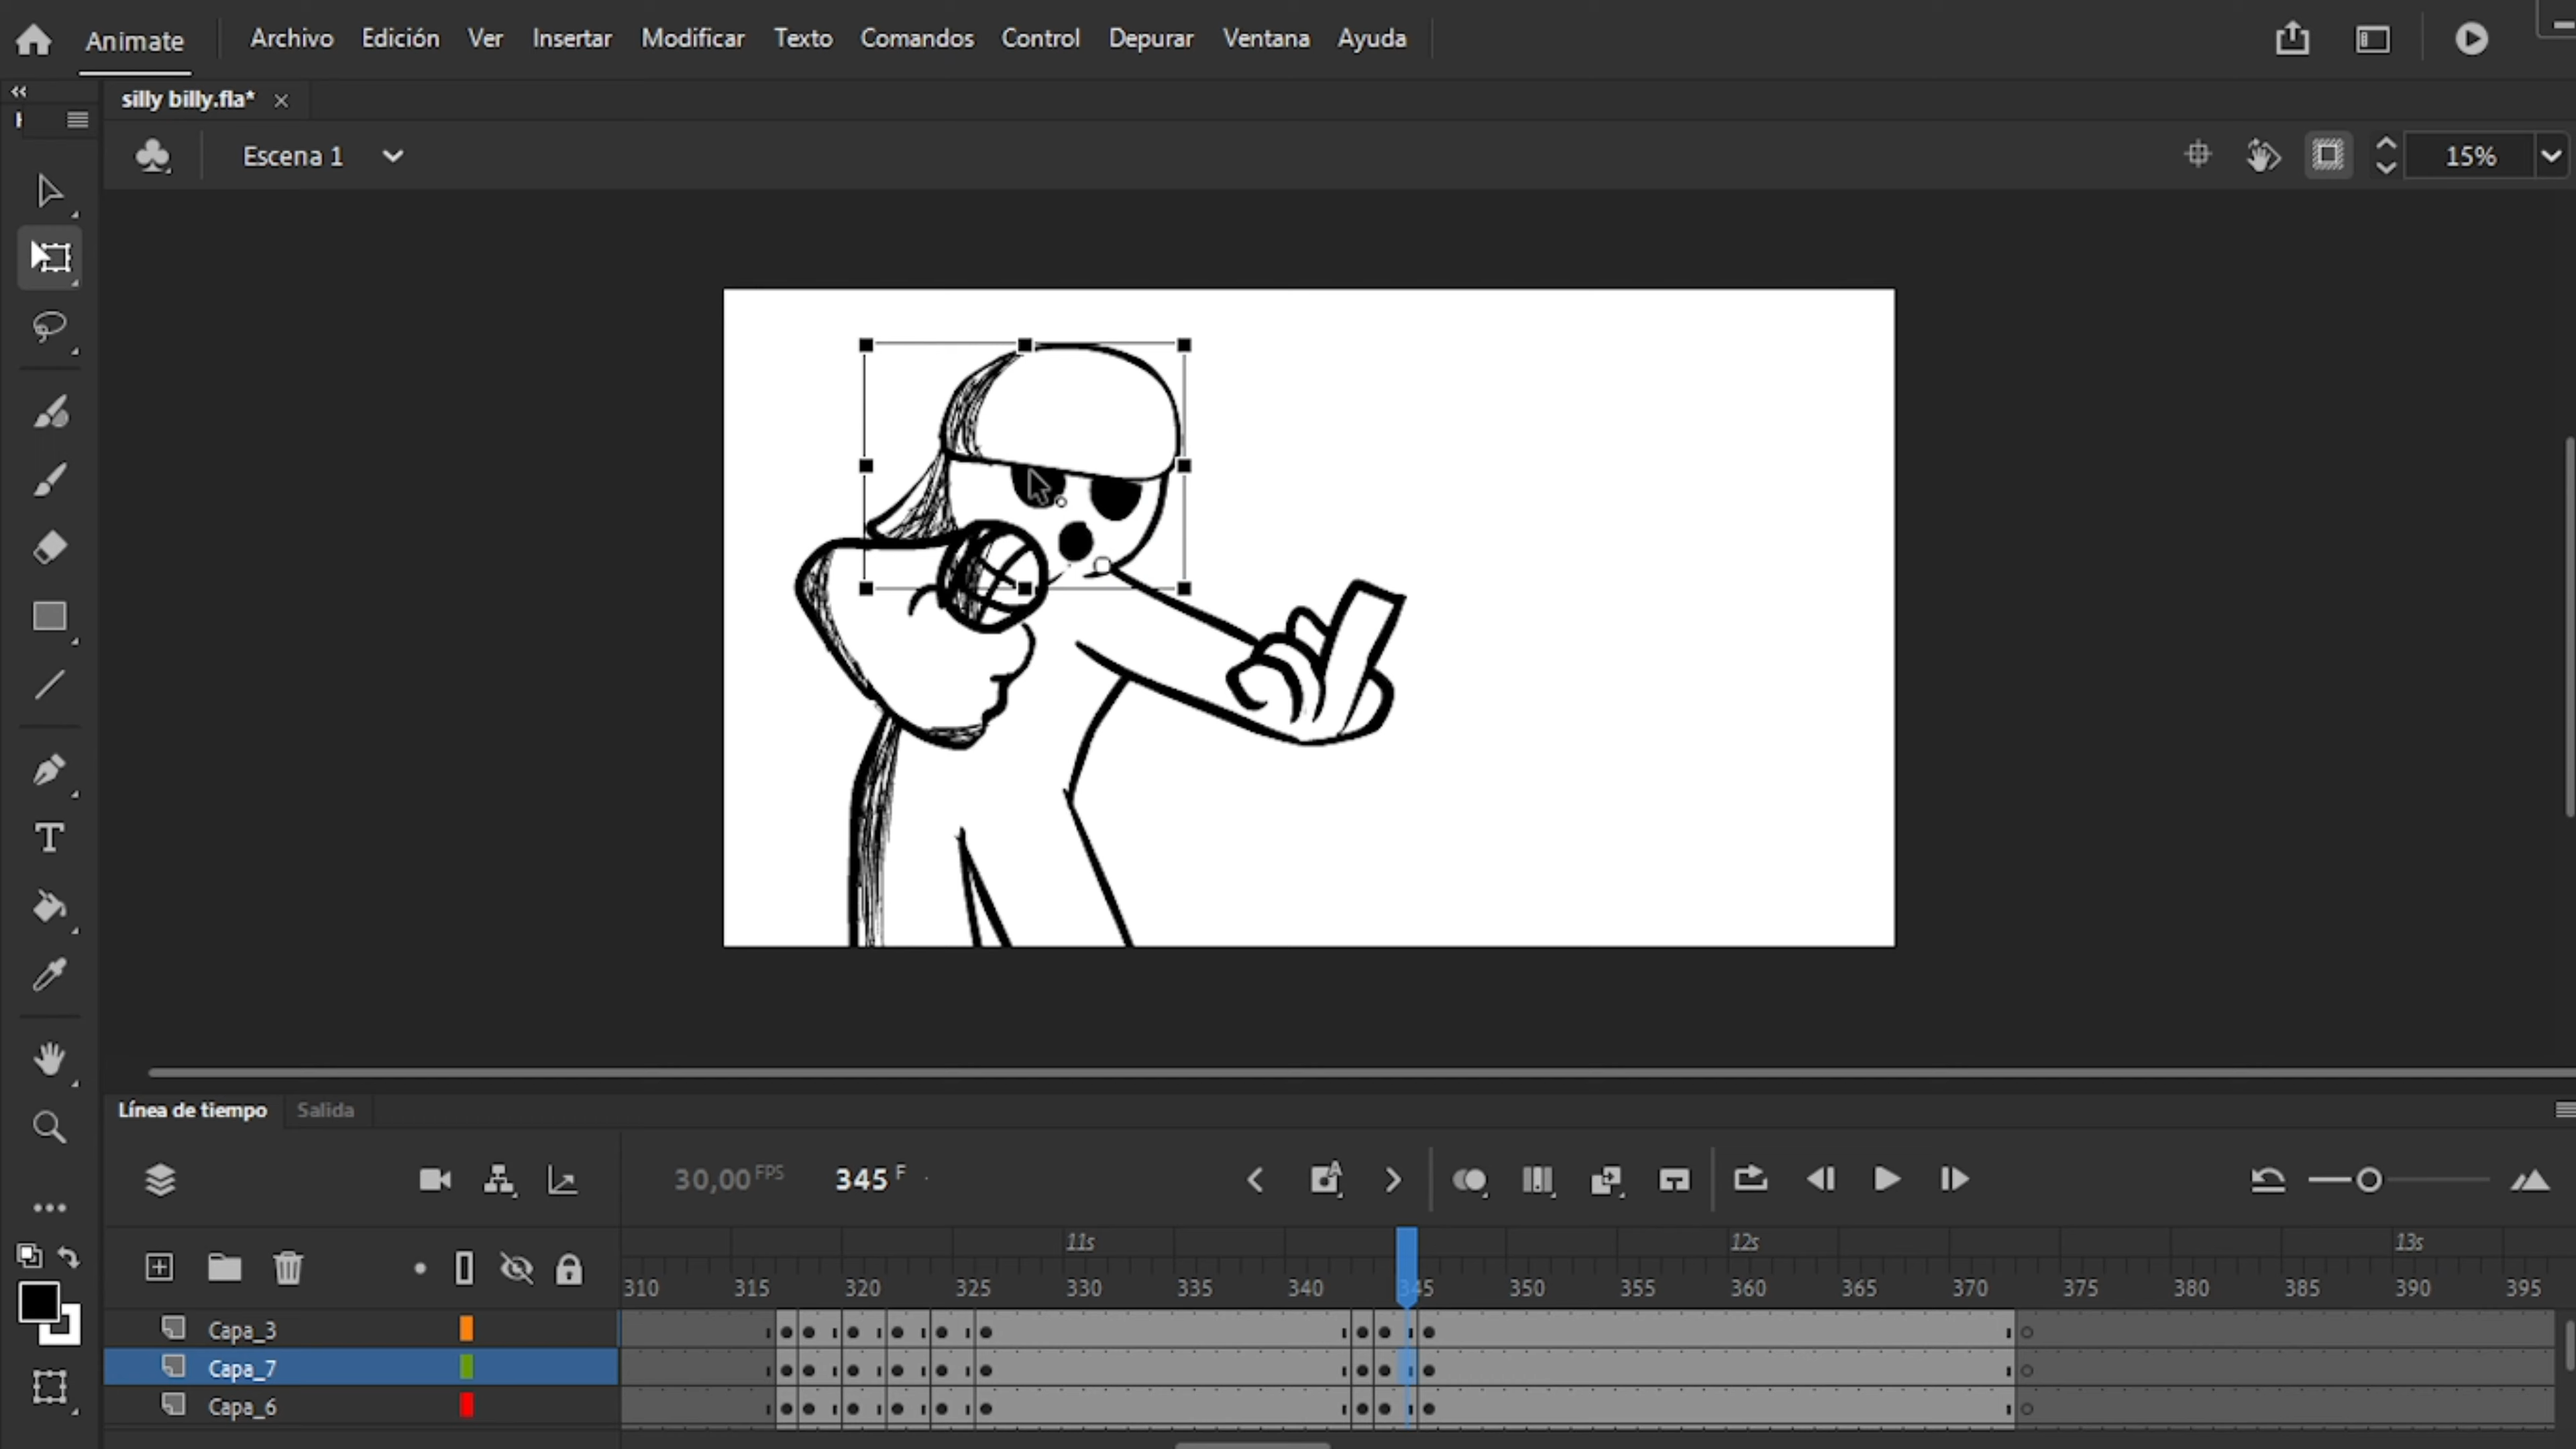 Animate Archivo Edición Ver Insertar Modificar Texto Comandos Control Depurar Ventana Ayuda
silly billy.fla*
Escena 1 15%
Línea de tiempo Salida
30,00 FPS 345 F
11s 12s 13s
310 315 320 325 330 335 340 345 350 355 360 365 370 375 380 385 390 395
Capa_3
Capa_7
Capa_6